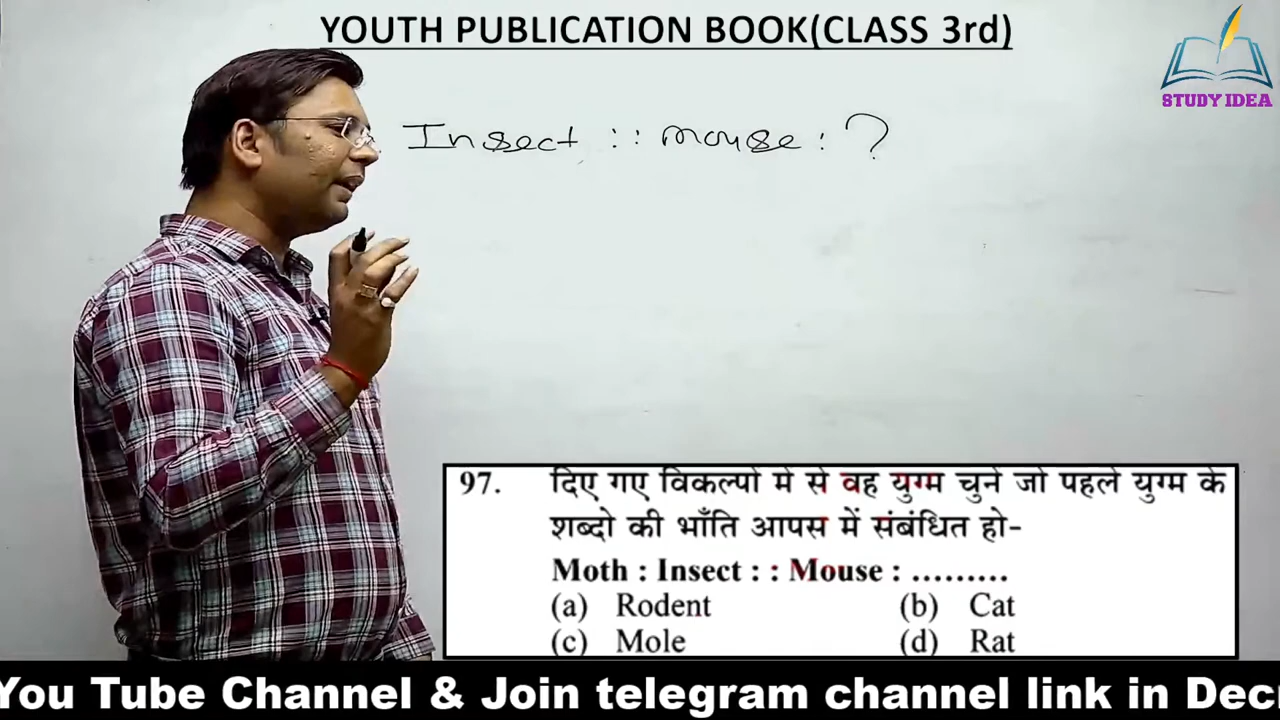 YOUTH PUBLICATION BOOK(CLASS 3rd)
STUDY IDEA
Insect :: mouse : ?
97. दिए गए विकल्पो मे से वह युग्म चुने जो पहले युग्म के
शब्दो की भाँति आपस में संबंधित हो-
Moth : Insect : : Mouse : .........
(a) Rodent (b) Cat
(c) Mole (d) Rat
You Tube Channel & Join telegram channel link in